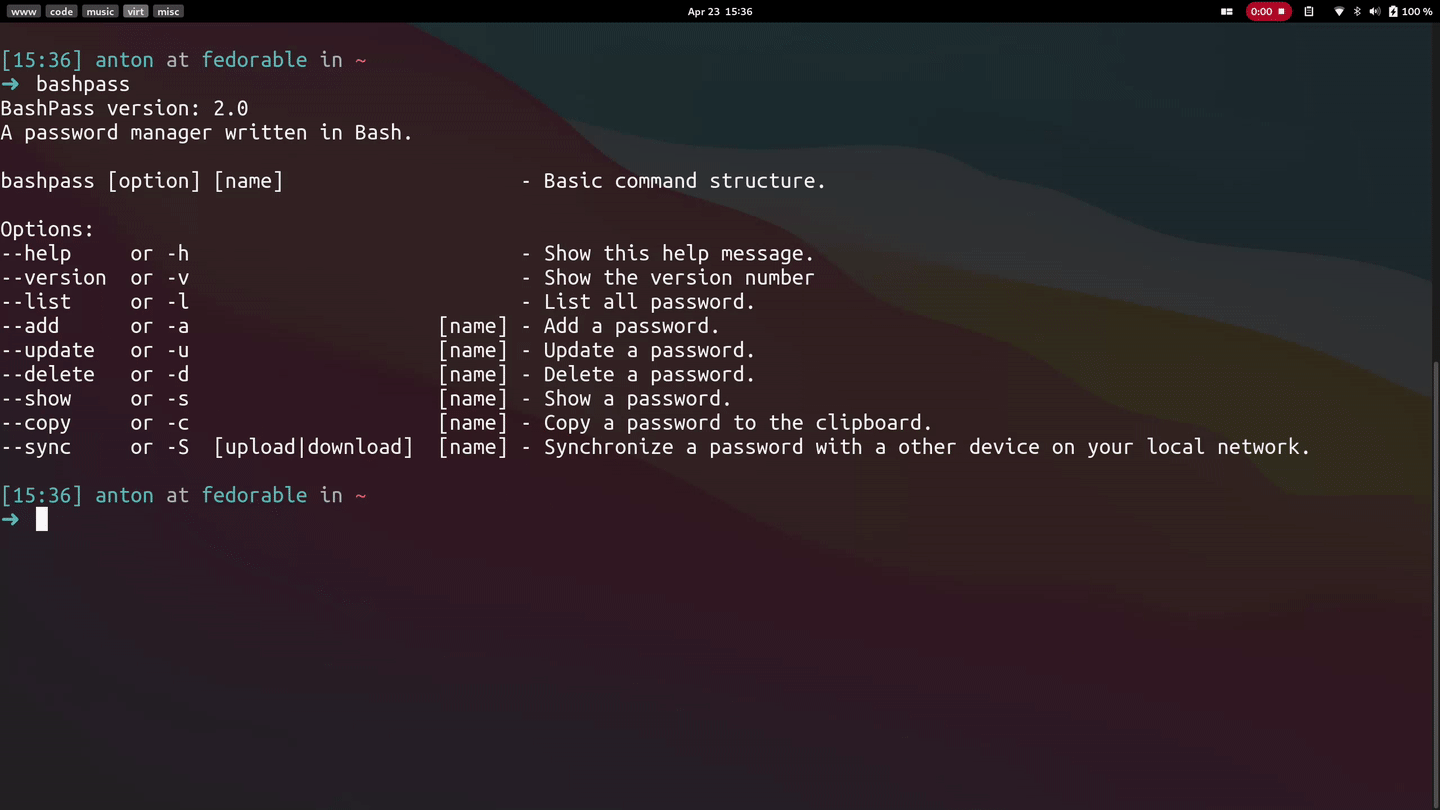 www code music virt misc Apr 23 15:36 0:00 100 %
[15:36] anton at fedorable in ~
➜ bashpass
BashPass version: 2.0
A password manager written in Bash.
bashpass [option] [name] - Basic command structure.
Options:
--help or -h - Show this help message.
--version or -v - Show the version number
--list or -l - List all password.
--add or -a [name] - Add a password.
--update or -u [name] - Update a password.
--delete or -d [name] - Delete a password.
--show or -s [name] - Show a password.
--copy or -c [name] - Copy a password to the clipboard.
--sync or -S [upload|download] [name] - Synchronize a password with a other device on your local network.
[15:36] anton at fedorable in ~
➜